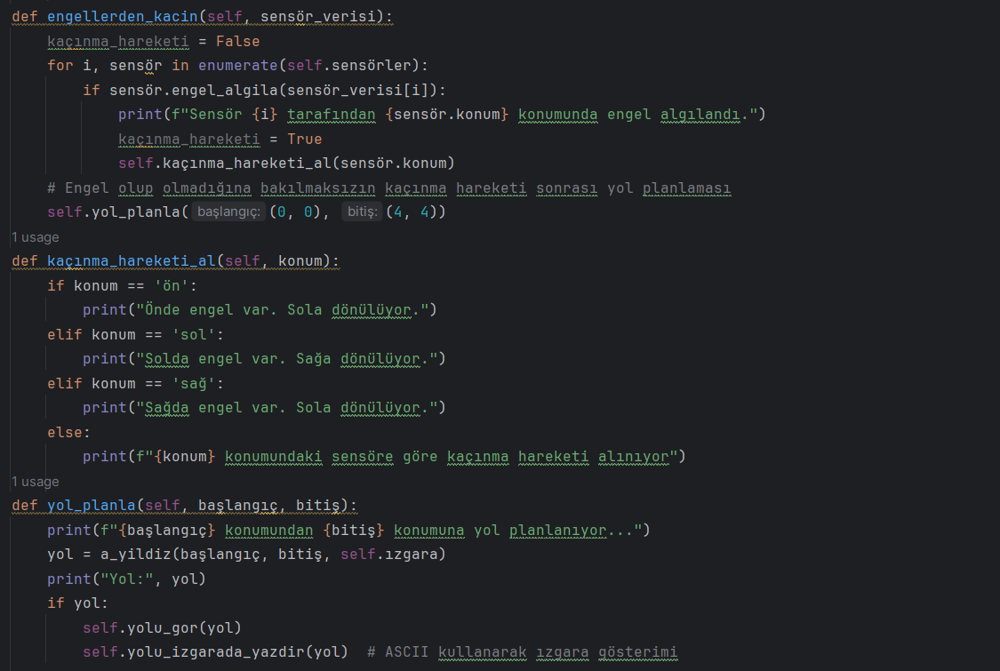 def engellerden_kacin(self, sensör_verisi):
    kaçınma_hareketi = False
    for i, sensör in enumerate(self.sensörler):
        if sensör.engel_algila(sensör_verisi[i]):
            print(f"Sensör {i} tarafından {sensör.konum} konumunda engel algılandı.")
            kaçınma_hareketi = True
            self.kaçınma_hareketi_al(sensör.konum)
    # Engel olup olmadığına bakılmaksızın kaçınma hareketi sonrası yol planlaması
    self.yol_planla( başlangıç: (0, 0),  bitiş: (4, 4))
1 usage
def kaçınma_hareketi_al(self, konum):
    if konum == 'ön':
        print("Önde engel var. Sola dönülüyor.")
    elif konum == 'sol':
        print("Solda engel var. Sağa dönülüyor.")
    elif konum == 'sağ':
        print("Sağda engel var. Sola dönülüyor.")
    else:
        print(f"{konum} konumundaki sensöre göre kaçınma hareketi alınıyor")
1 usage
def yol_planla(self, başlangıç, bitiş):
    print(f"{başlangıç} konumundan {bitiş} konumuna yol planlanıyor...")
    yol = a_yildiz(başlangıç, bitiş, self.ızgara)
    print("Yol:", yol)
    if yol:
        self.yolu_gor(yol)
        self.yolu_izgarada_yazdir(yol)  # ASCII kullanarak ızgara gösterimi